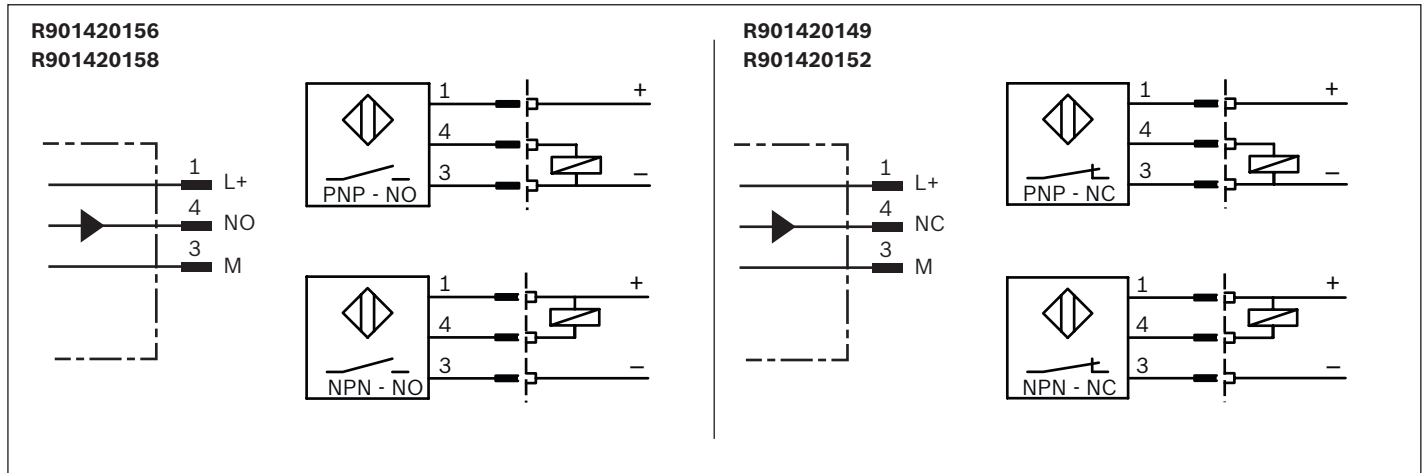 R901420156
R901420158
1 L+
4 NO
3 M
1 +
4
3 –
PNP - NO
1 +
4
3 –
NPN - NO
R901420149
R901420152
1 L+
4 NC
3 M
1 +
4
3 –
PNP - NC
1 +
4
3 –
NPN - NC